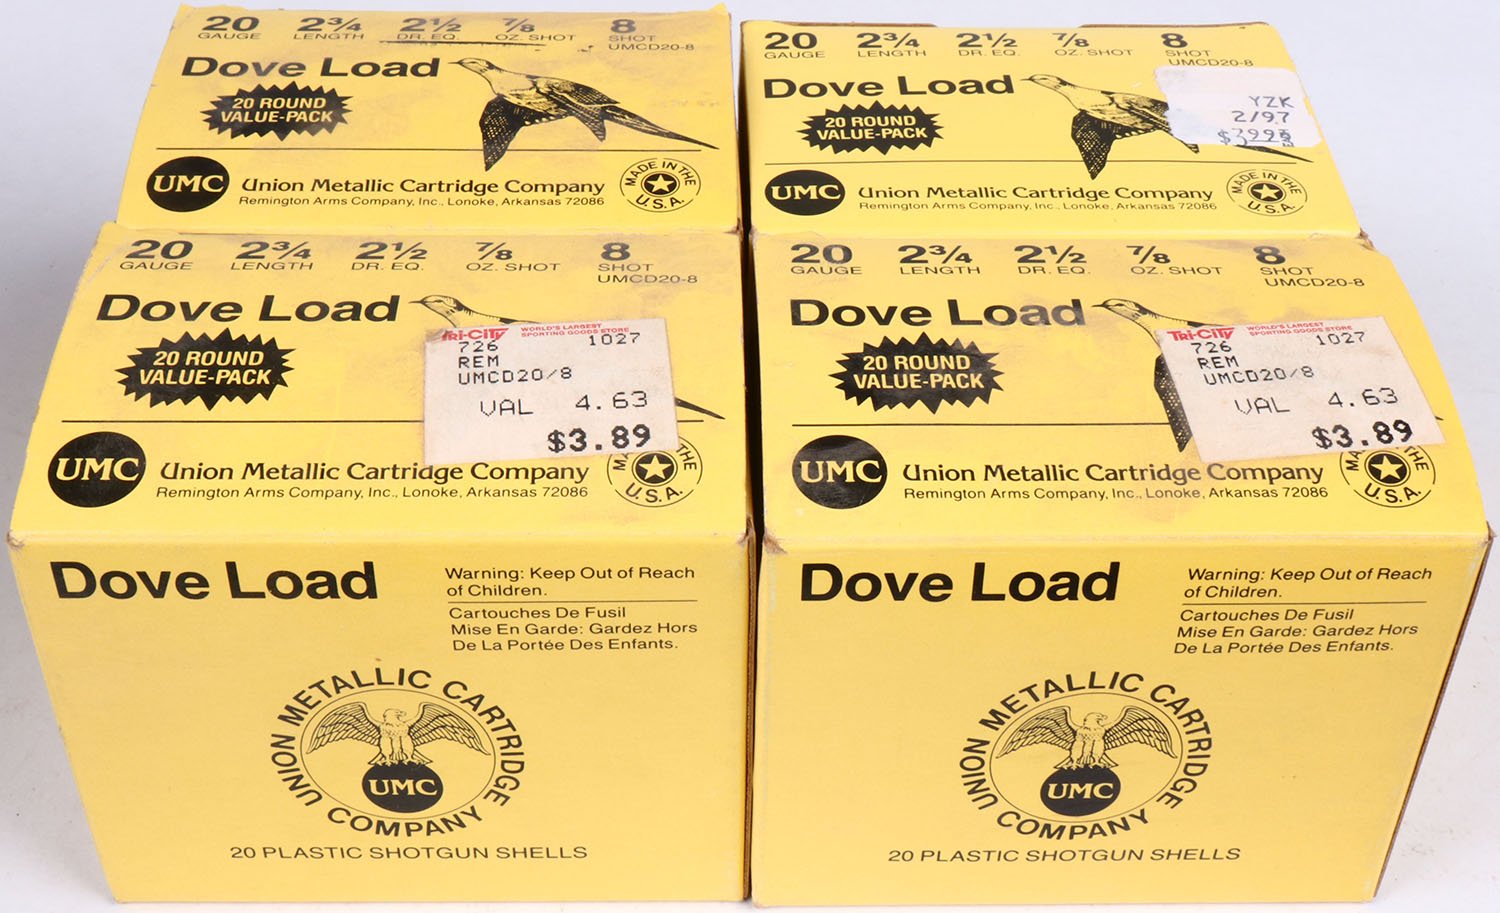 20 2¾ 2½ ⅞ 8
GAUGE LENGTH DR. EQ. OZ. SHOT SHOT
UMCD20-8
Dove Load
20 ROUND
VALUE-PACK
UMC Union Metallic Cartridge Company
Remington Arms Company, Inc., Lonoke, Arkansas 72086
MADE IN THE U.S.A.
20 2¾ 2½ ⅞ 8
GAUGE LENGTH DR. EQ. OZ. SHOT SHOT
UMCD20-8
Dove Load
20 ROUND
VALUE-PACK
YZK
2/97
UMC Union Metallic Cartridge Company
Remington Arms Company, Inc., Lonoke, Arkansas 72086
MADE IN THE U.S.A.
20 2¾ 2½ ⅞ 8
GAUGE LENGTH DR. EQ. OZ. SHOT SHOT
UMCD20-8
Dove Load
20 ROUND
VALUE-PACK
TRI-CITY WORLD'S LARGEST
SPORTING GOODS STORE
726 1027
REM
UMCD20/8
VAL 4.63
$3.89
UMC Union Metallic Cartridge Company
Remington Arms Company, Inc., Lonoke, Arkansas 72086
THE U.S.A.
20 2¾ 2½ ⅞ 8
GAUGE LENGTH DR. EQ. OZ. SHOT SHOT
UMCD20-8
Dove Load
20 ROUND
VALUE-PACK
TRI-CITY WORLD'S LARGEST
SPORTING GOODS STORE
726 1027
REM
UMCD20/8
VAL 4.63
$3.89
UMC Union Metallic Cartridge Company
Remington Arms Company, Inc., Lonoke, Arkansas 72086
THE U.S.A.
Dove Load
Warning: Keep Out of Reach
of Children.
Cartouches De Fusil
Mise En Garde: Gardez Hors
De La Portée Des Enfants.
UNION METALLIC CARTRIDGE COMPANY
UMC
20 PLASTIC SHOTGUN SHELLS
Dove Load
Warning: Keep Out of Reach
of Children.
Cartouches De Fusil
Mise En Garde: Gardez Hors
De La Portée Des Enfants.
UNION METALLIC CARTRIDGE COMPANY
UMC
20 PLASTIC SHOTGUN SHELLS